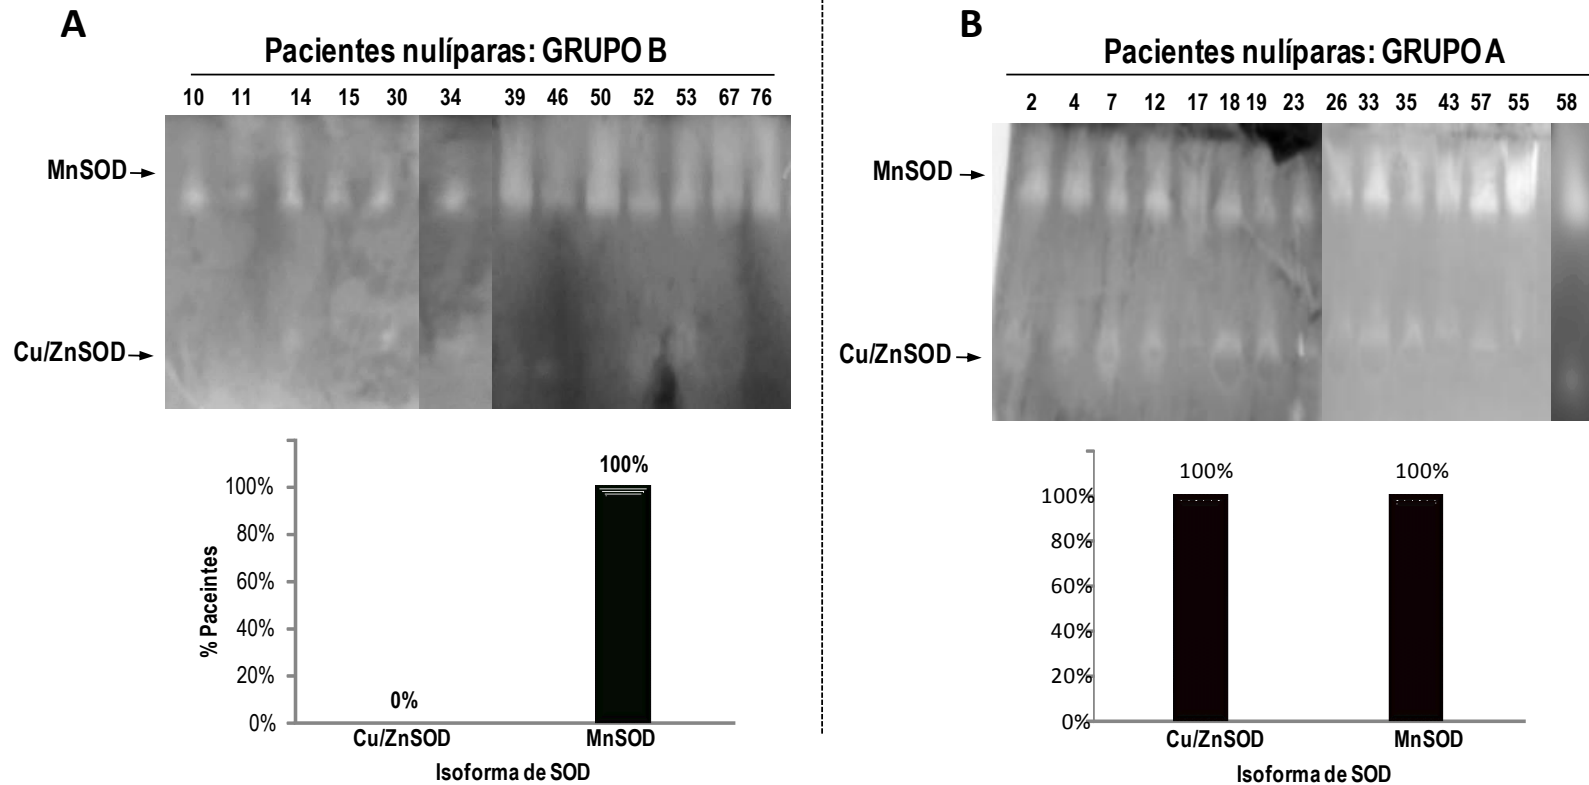 A
Pacientes nulíparas: GRUPO B
10 11 14 15 30 34 39 46 50 52 53 67 76
MnSOD
Cu/ZnSOD
100%
100%
80%
60%
40%
20%
0%
0%
% Paceintes
Cu/ZnSOD MnSOD
Isoforma de SOD
B
Pacientes nulíparas: GRUPO A
2 4 7 12 17 18 19 23 26 33 35 43 57 55 58
MnSOD
Cu/ZnSOD
100% 100%
100%
80%
60%
40%
20%
0%
Cu/ZnSOD MnSOD
Isoforma de SOD